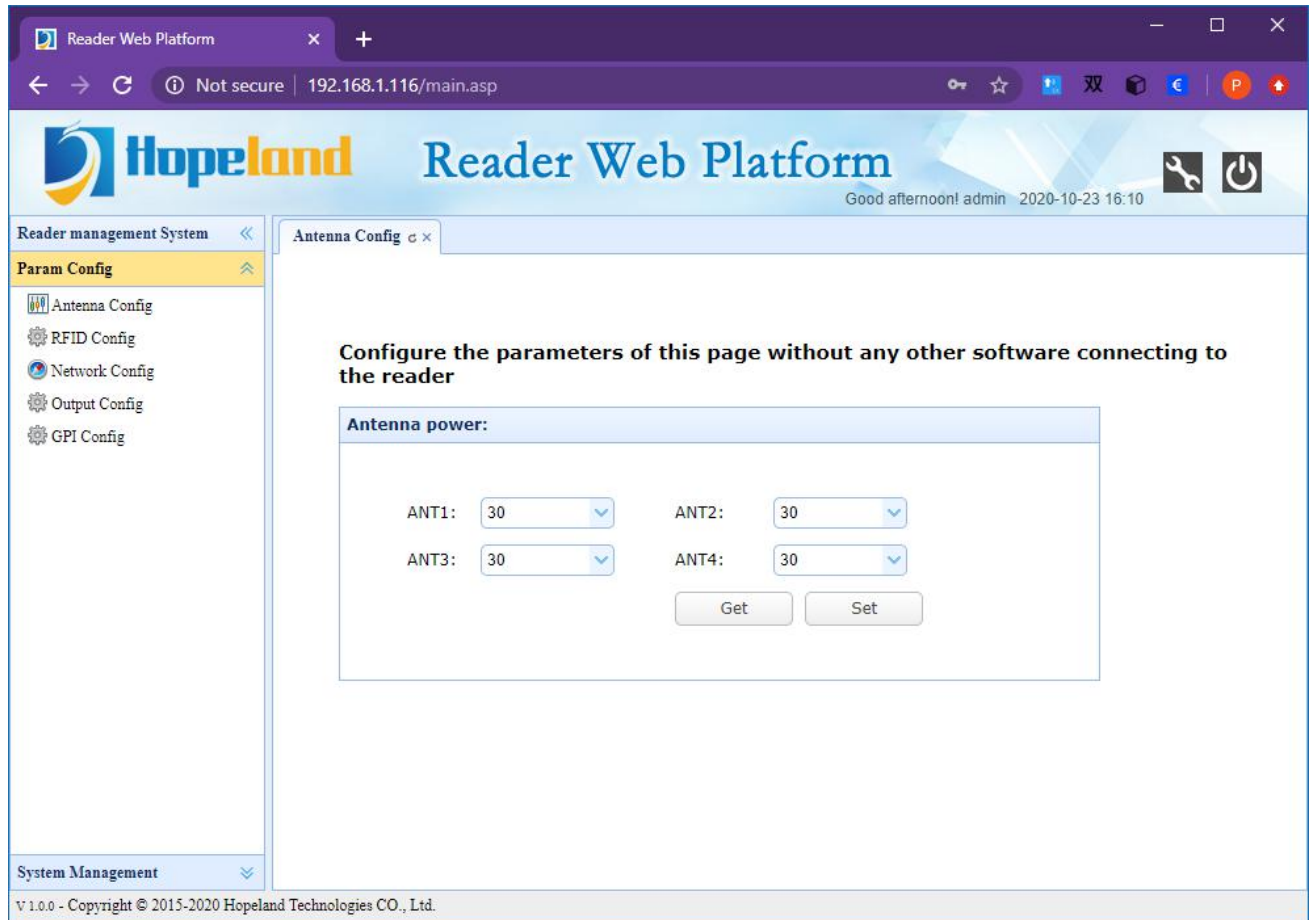 Reader Web Platform
Not secure | 192.168.1.116/main.asp
双
€
P
Hopeland
Reader Web Platform
Good afternoon! admin 2020-10-23 16:10
Reader management System
Antenna Config
Param Config
Antenna Config
RFID Config
Network Config
Output Config
GPI Config
Configure the parameters of this page without any other software connecting to
the reader
Antenna power:
ANT1: 30 ANT2: 30
ANT3: 30 ANT4: 30
Get Set
System Management
V 1.0.0 - Copyright © 2015-2020 Hopeland Technologies CO., Ltd.